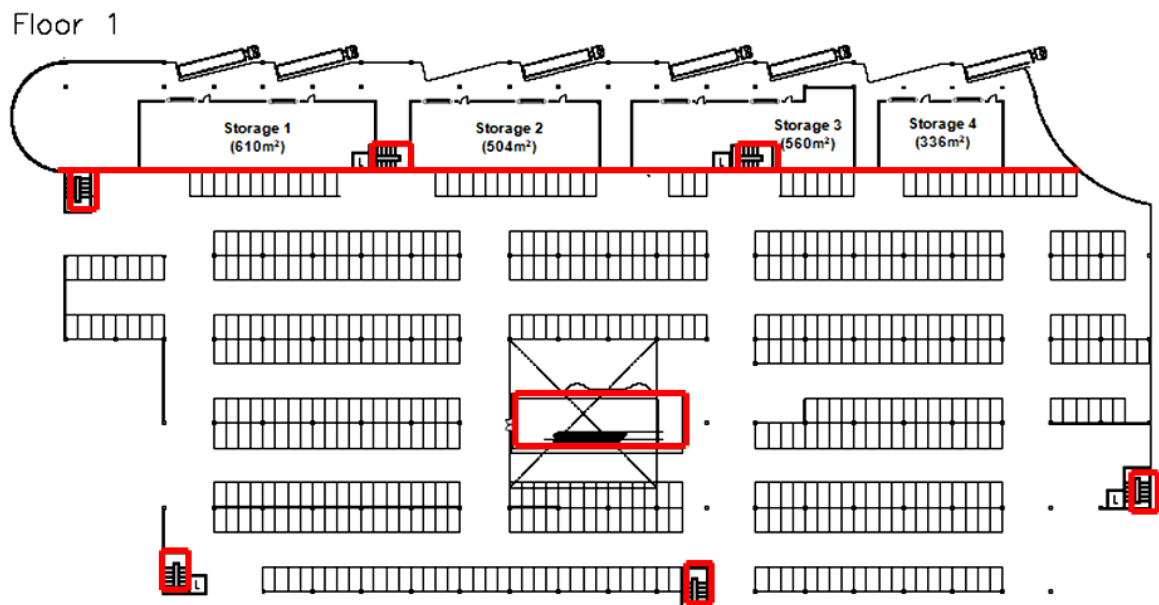 Floor 1
Storage 1
(610m²)
Storage 2
(504m²)
Storage 3
(560m²)
Storage 4
(336m²)
L
L
L
L